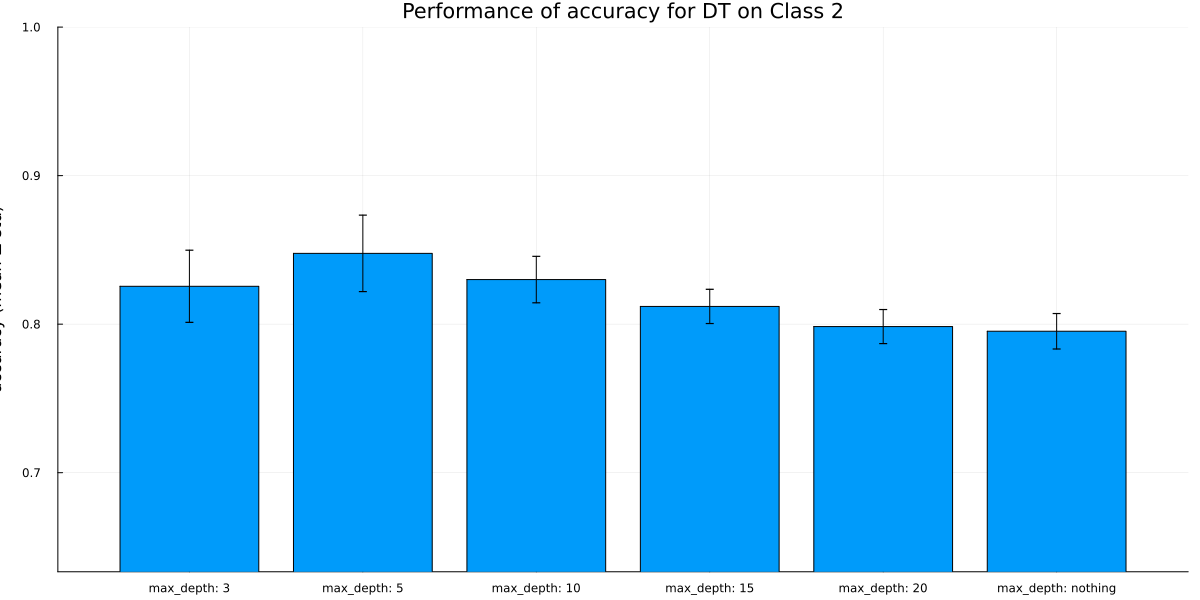 Performance of accuracy for DT on Class 2
1.0
0.9
0.8
0.7
max_depth: 3
max_depth: 5
max_depth: 10
max_depth: 15
max_depth: 20
max_depth: nothing